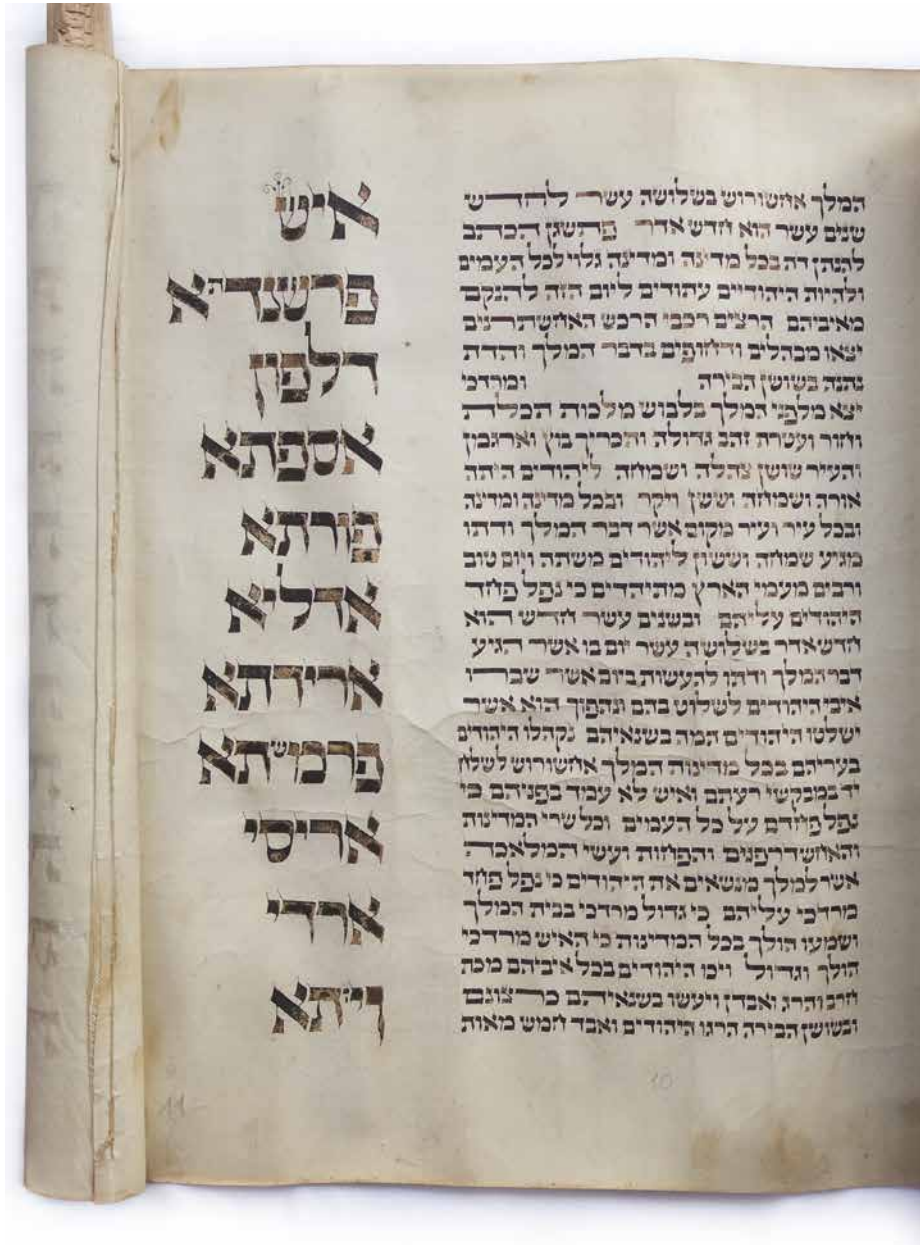 המלך אחשורוש בשלושה עשר לחדש
שנים עשר הוא חדש אדר פתשגן הכתב
להנתן דת בכל מדינה ומדינה גלוי לכל העמים
ולהיות היהודיים עתודים ליום הזה להנקם
מאיביהם הרצים רכבי הרכש האחשתרנים
יצאו מבהלים ודחופים בדבר המלך והדת
נתנה בשושן הבירה ומרדכי
יצא מלפני המלך בלבוש מלכות תכלת
וחור ועטרת זהב גדולה ותכריך בוץ וארגמן
והעיר שושן צהלה ושמחה ליהודים היתה
אורה ושמחה וששן ויקר ובכל מדינה ומדינה
ובכל עיר ועיר מקום אשר דבר המלך ודתו
מגיע שמחה וששון ליהודים משתה ויום טוב
ורבים מעמי הארץ מתיהדים כי נפל פחד
היהודים עליהם ובשנים עשר חדש הוא
חדש אדר בשלושה עשר יום בו אשר הגיע
דבר המלך ודתו להעשות ביום אשר שברו
איבי היהודים לשלוט בהם ונהפוך הוא אשר
ישלטו היהודים המה בשנאיהם נקהלו היהודים
בעריהם בכל מדינות המלך אחשורוש לשלח
יד במבקשי רעתם ואיש לא עמד בפניהם כי
נפל פחדם על כל העמים וכל שרי המדינות
והאחשדרפנים והפחות ועשי המלאכה
אשר למלך מנשאים את היהודים כי נפל פחד
מרדכי עליהם כי גדול מרדכי בבית המלך
ושמעו הולך בכל המדינות כי האיש מרדכי
הולך וגדול ויכו היהודים בכל איביהם מכת
חרב והרג ואבדן ויעשו בשנאיהם כרצונם
ובשושן הבירה הרגו היהודים ואבד חמש מאות
10
איש
פרשנדתא
דלפון
אספתא
פורתא
אדליא
ארידתא
פרמשתא
אריסי
ארדי
ויזתא
11